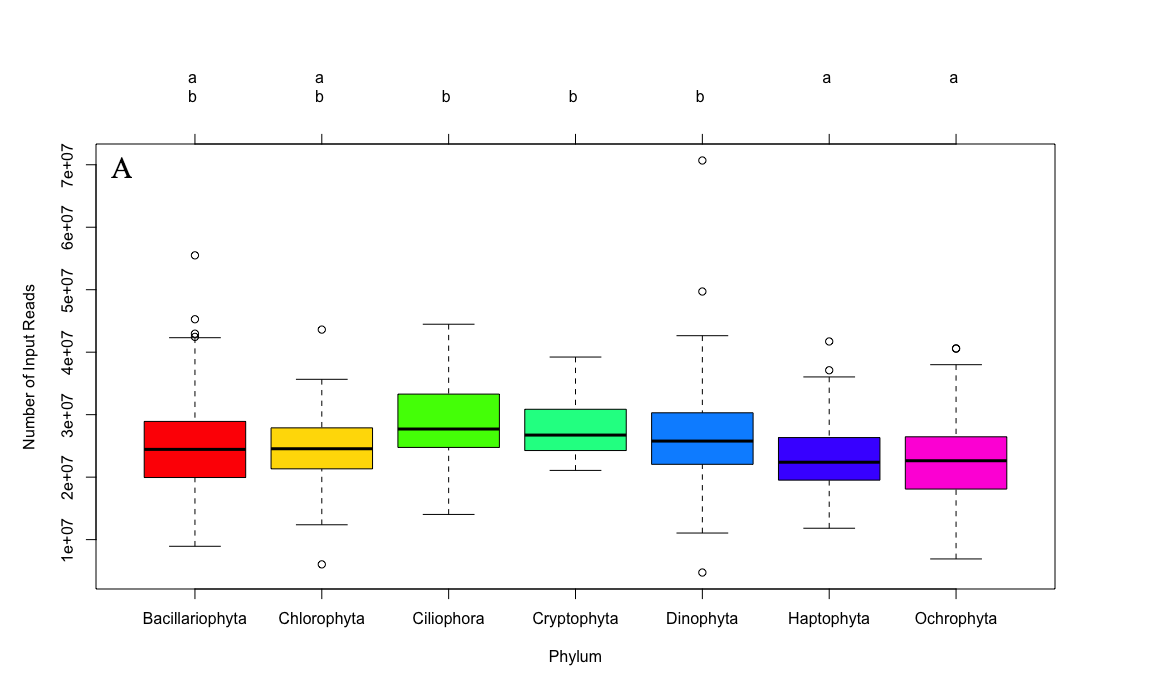 a a a a
b b b b b
A
7e+07
6e+07
5e+07
4e+07
3e+07
2e+07
1e+07
Number of Input Reads
Bacillariophyta Chlorophyta Ciliophora Cryptophyta Dinophyta Haptophyta Ochrophyta
Phylum